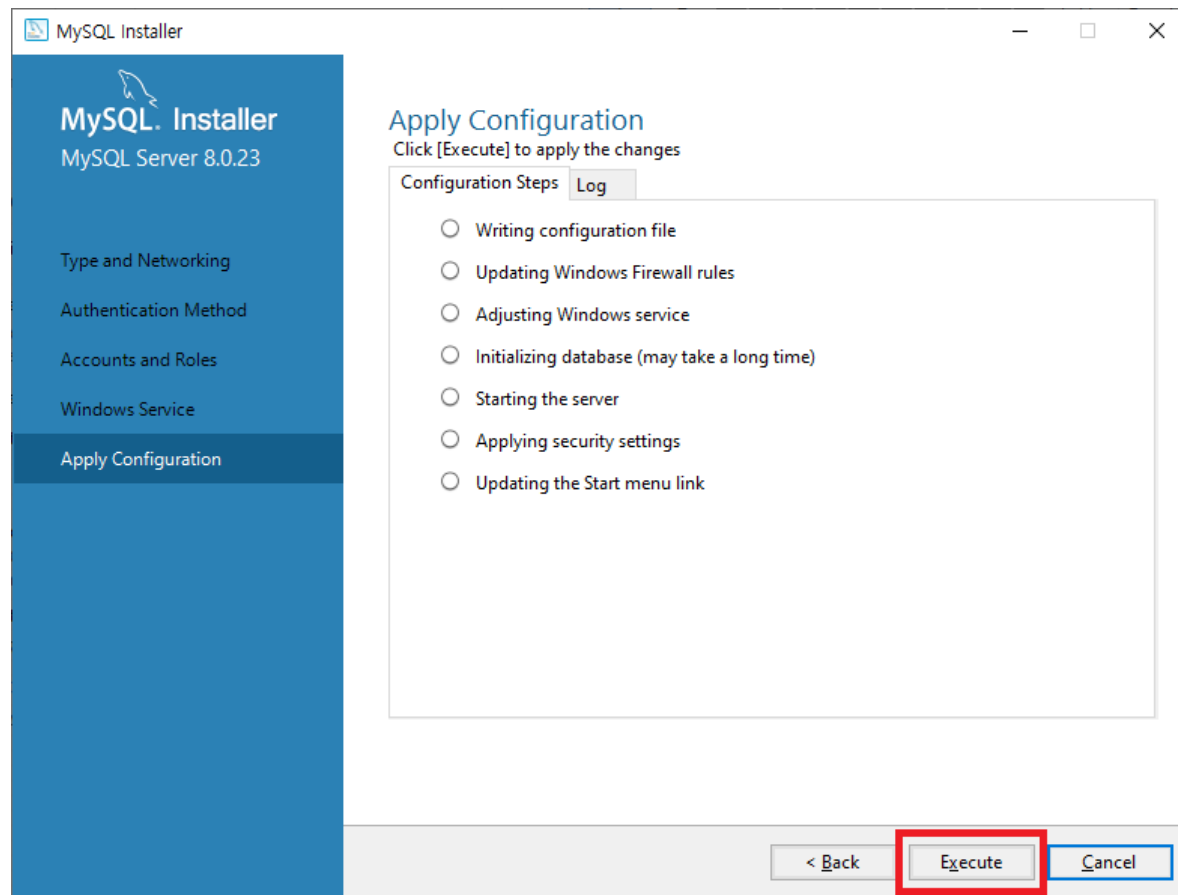 MySQL Installer
MySQL. Installer
MySQL Server 8.0.23
Type and Networking
Authentication Method
Accounts and Roles
Windows Service
Apply Configuration
Apply Configuration
Click [Execute] to apply the changes
Configuration Steps Log
Writing configuration file
Updating Windows Firewall rules
Adjusting Windows service
Initializing database (may take a long time)
Starting the server
Applying security settings
Updating the Start menu link
< Back Execute Cancel